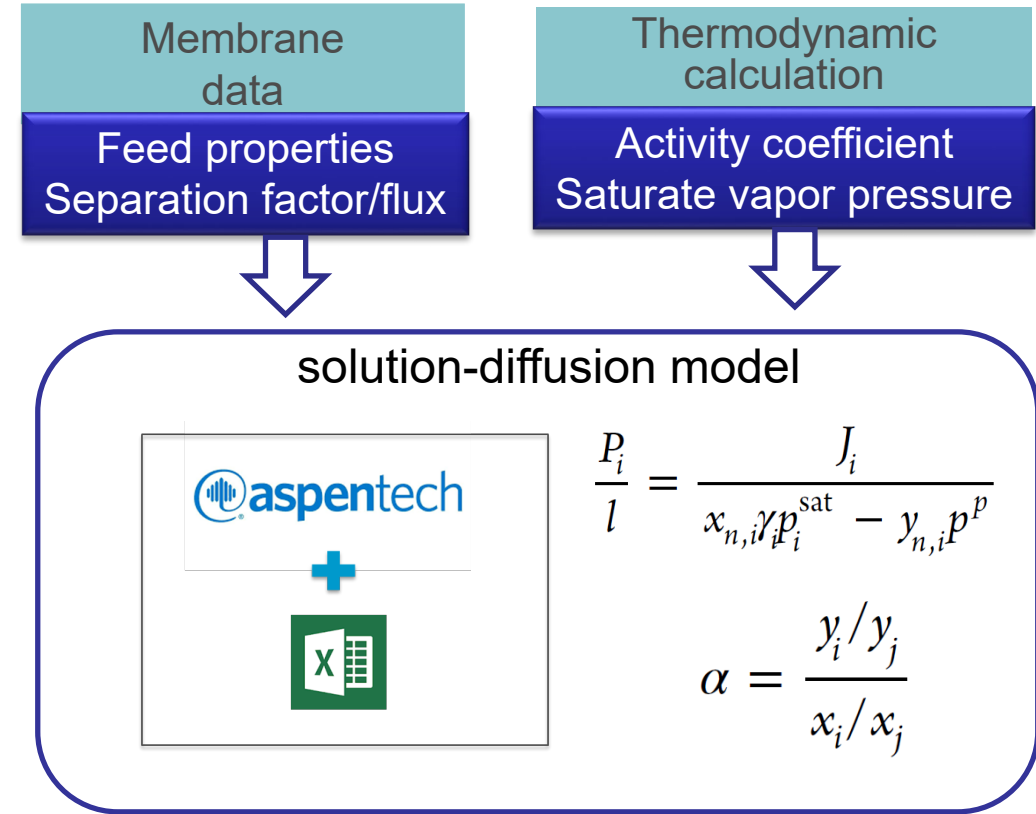 Membrane
data
Feed properties
Separation factor/flux
Thermodynamic
calculation
Activity coefficient
Saturate vapor pressure
solution-diffusion model
aspentech
X
P_i / l = J_i / (x_{n,i} γ_i p_i^{sat} − y_{n,i} p^p)
α = (y_i/y_j) / (x_i/x_j)